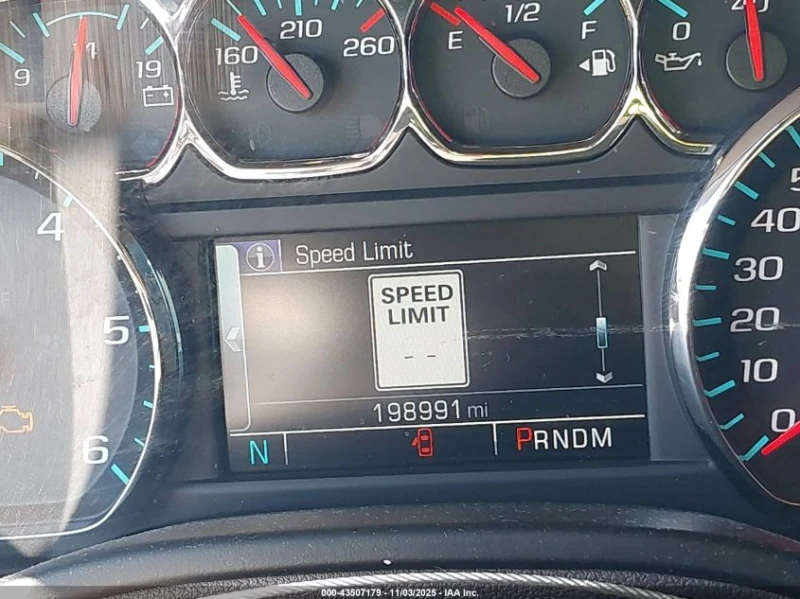 9 14 19
160 210 260
E 1/2 F
0 40
4
5
6
i Speed Limit
SPEED
LIMIT
- -
198991 mi
N PRNDM
40
30
20
10
0
000-43507179 - 11/03/2025 - IAA Inc.